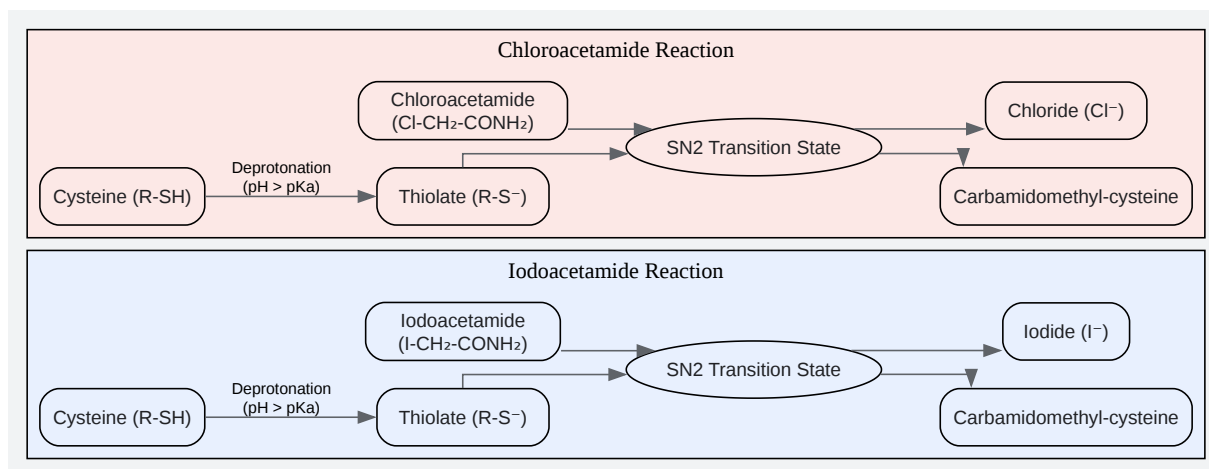 Chloroacetamide Reaction
Chloroacetamide
(Cl-CH₂-CONH₂)
Chloride (Cl⁻)
SN2 Transition State
Deprotonation
(pH > pKa)
Cysteine (R-SH)
Thiolate (R-S⁻)
Carbamidomethyl-cysteine
Iodoacetamide Reaction
Iodoacetamide
(I-CH₂-CONH₂)
Iodide (I⁻)
SN2 Transition State
Deprotonation
(pH > pKa)
Cysteine (R-SH)
Thiolate (R-S⁻)
Carbamidomethyl-cysteine